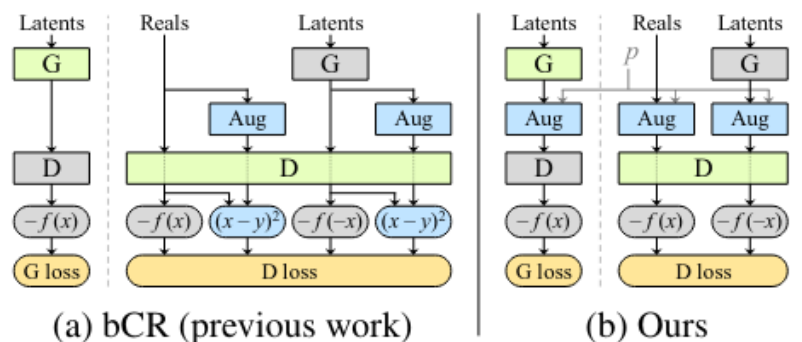 Latents Reals Latents Latents Reals Latents
p
G G G G
Aug Aug Aug Aug Aug
D D D D
−f(x) −f(x) (x−y)² −f(−x) (x−y)² −f(x) −f(x) −f(−x)
G loss D loss G loss D loss
(a) bCR (previous work) (b) Ours